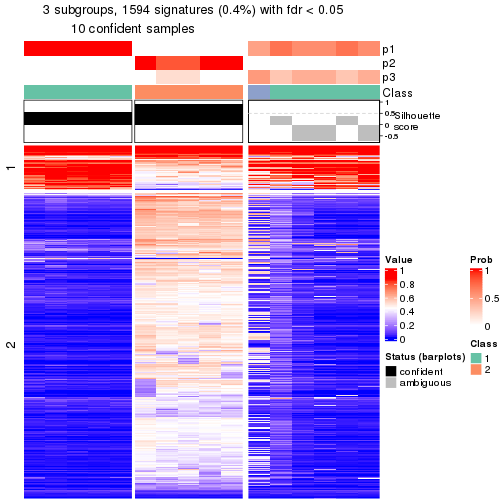 3 subgroups, 1594 signatures (0.4%) with fdr < 0.05
10 confident samples
p1
p2
p3
Class
1
0.5
0
-0.5
Silhouette
score
1
2
Value
1
0.8
0.6
0.4
0.2
0
Prob
1
0.5
0
Status (barplots)
confident
ambiguous
Class
1
2